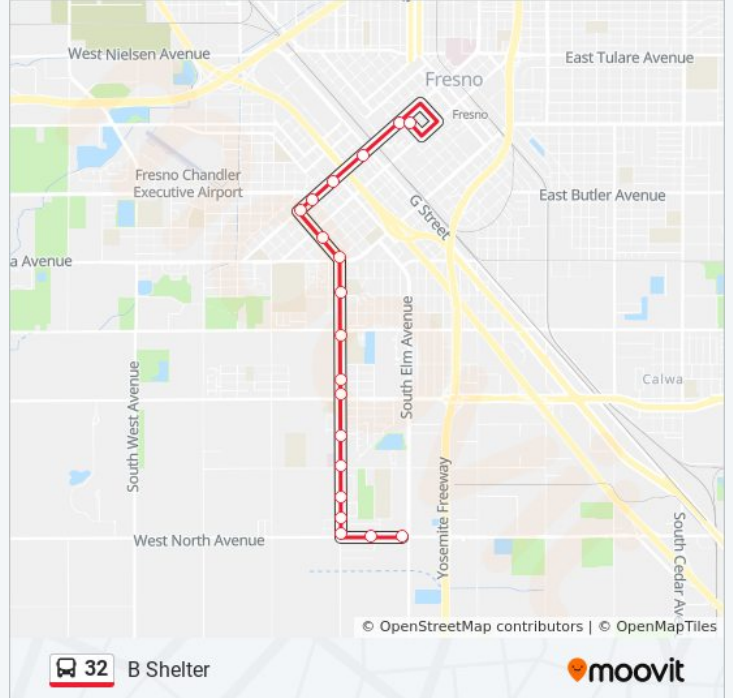 West Nielsen Avenue
East Tulare Avenue
Fresno
Fresno
Fresno Chandler
Executive Airport
East Butler Avenue
G Street
a Avenue
South Elm Avenue
Calwa
South West Avenue
Yosemite Freeway
West North Avenue
South Cedar Av
© OpenStreetMap contributors | © OpenMapTiles
32 B Shelter
moovit